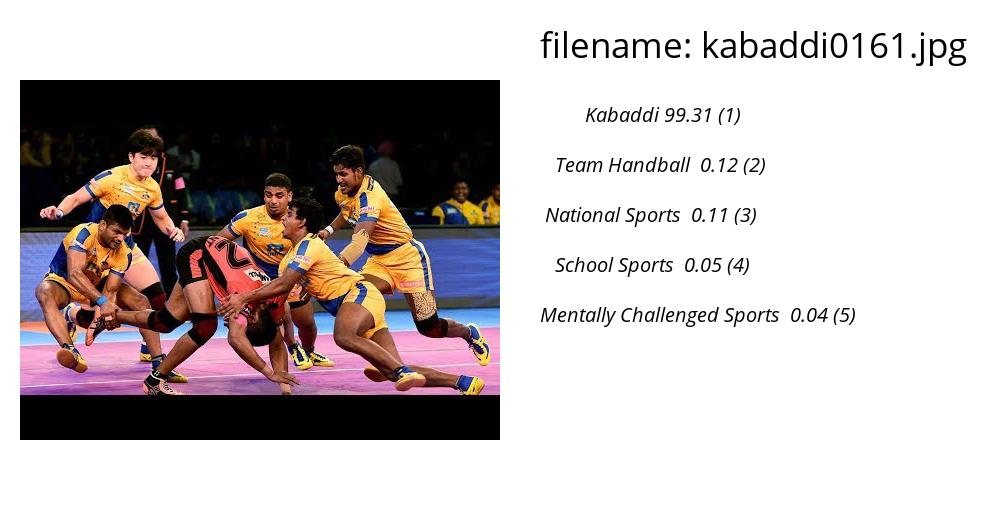 filename: kabaddi0161.jpg
Kabaddi 99.31 (1)
Team Handball 0.12 (2)
National Sports 0.11 (3)
School Sports 0.05 (4)
Mentally Challenged Sports 0.04 (5)